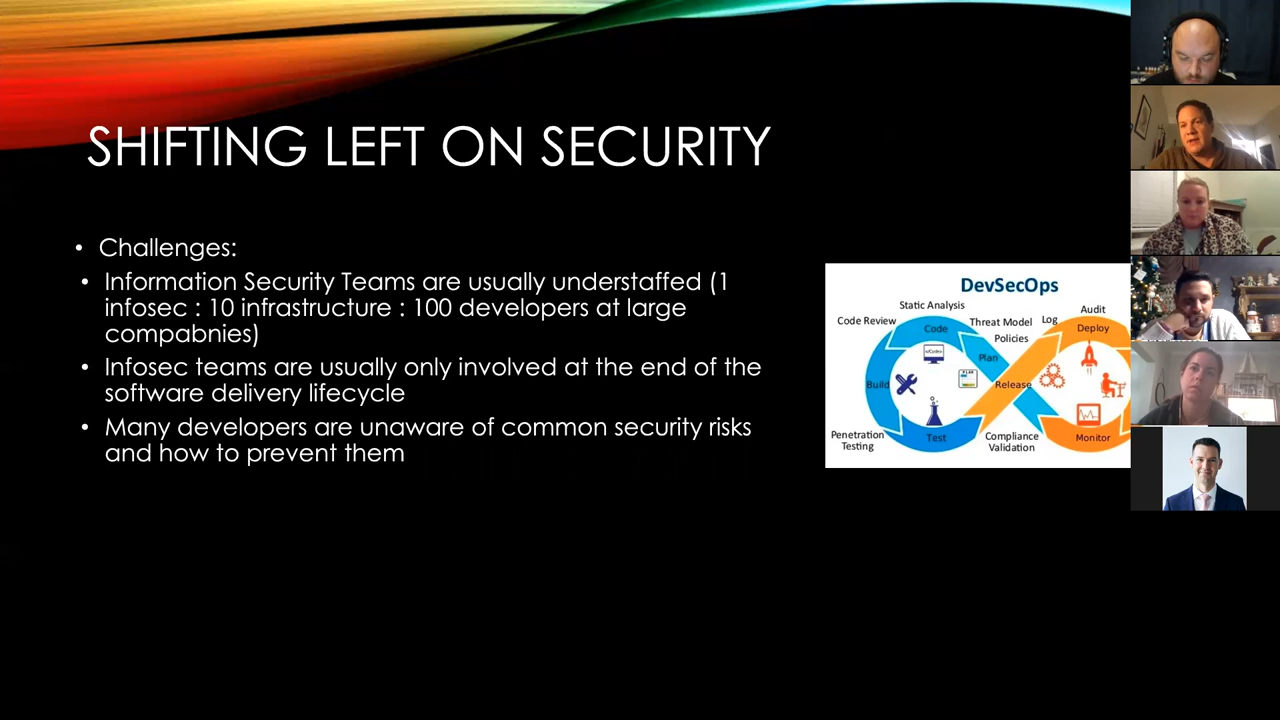 SHIFTING LEFT ON SECURITY
• Challenges:
• Information Security Teams are usually understaffed (1
infosec : 10 infrastructure : 100 developers at large
compabnies)
• Infosec teams are usually only involved at the end of the
software delivery lifecycle
• Many developers are unaware of common security risks
and how to prevent them
DevSecOps
Static Analysis
Code Review
Code
Threat Model
Policies
Log
Audit
Deploy
Plan
Build
Release
Test
Penetration
Testing
Compliance
Validation
Monitor